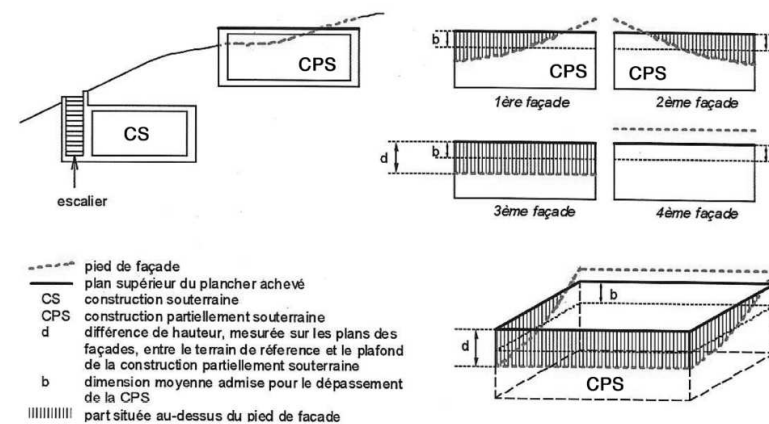 CPS
CS
escalier
b
CPS
1ère façade
CPS
2ème façade
d
b
3ème façade
4ème façade
pied de façade
plan supérieur du plancher achevé
CS construction souterraine
CPS construction partiellement souterraine
d différence de hauteur, mesurée sur les plans des
façades, entre le terrain de réference et le plafond
de la construction partiellement souterraine
b dimension moyenne admise pour le dépassement
de la CPS
part située au-dessus du pied de facade
b
d
CPS